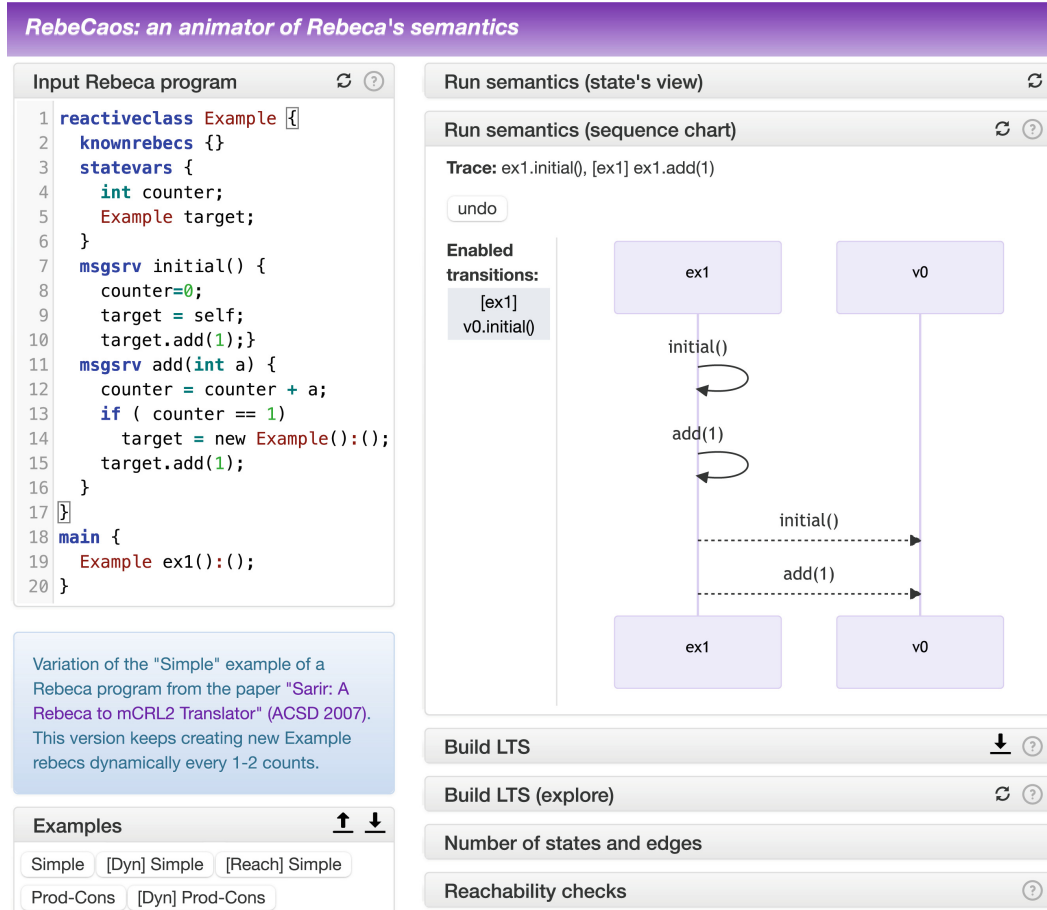 RebeCaos: an animator of Rebeca's semantics
Input Rebeca program
1 reactiveclass Example {
2 knownrebecs {}
3 statevars {
4 int counter;
5 Example target;
6 }
7 msgsrv initial() {
8 counter=0;
9 target = self;
10 target.add(1);}
11 msgsrv add(int a) {
12 counter = counter + a;
13 if ( counter == 1)
14 target = new Example():();
15 target.add(1);
16 }
17 }
18 main {
19 Example ex1():();
20 }
Variation of the "Simple" example of a
Rebeca program from the paper "Sarir: A
Rebeca to mCRL2 Translator" (ACSD 2007).
This version keeps creating new Example
rebecs dynamically every 1-2 counts.
Examples
Simple [Dyn] Simple [Reach] Simple
Prod-Cons [Dyn] Prod-Cons
Run semantics (state's view)
Run semantics (sequence chart)
Trace: ex1.initial(), [ex1] ex1.add(1)
undo
Enabled
transitions:
[ex1]
v0.initial()
ex1 v0
initial()
add(1)
initial()
add(1)
ex1 v0
Build LTS
Build LTS (explore)
Number of states and edges
Reachability checks